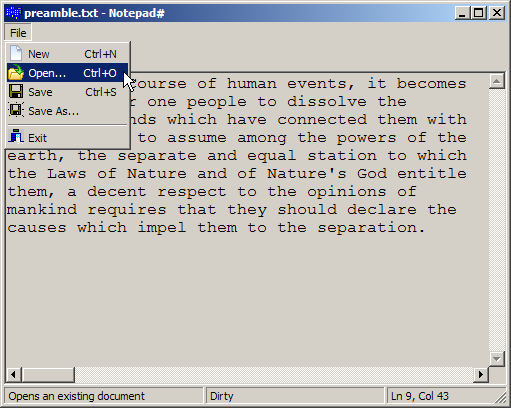 preamble.txt - Notepad#
File
New Ctrl+N
Open... Ctrl+O
Save Ctrl+S
Save As...
Exit
ourse of human events, it becomes
r one people to dissolve the
nds which have connected them with
to assume among the powers of the
earth, the separate and equal station to which
the Laws of Nature and of Nature's God entitle
them, a decent respect to the opinions of
mankind requires that they should declare the
causes which impel them to the separation.
Opens an existing document Dirty Ln 9, Col 43